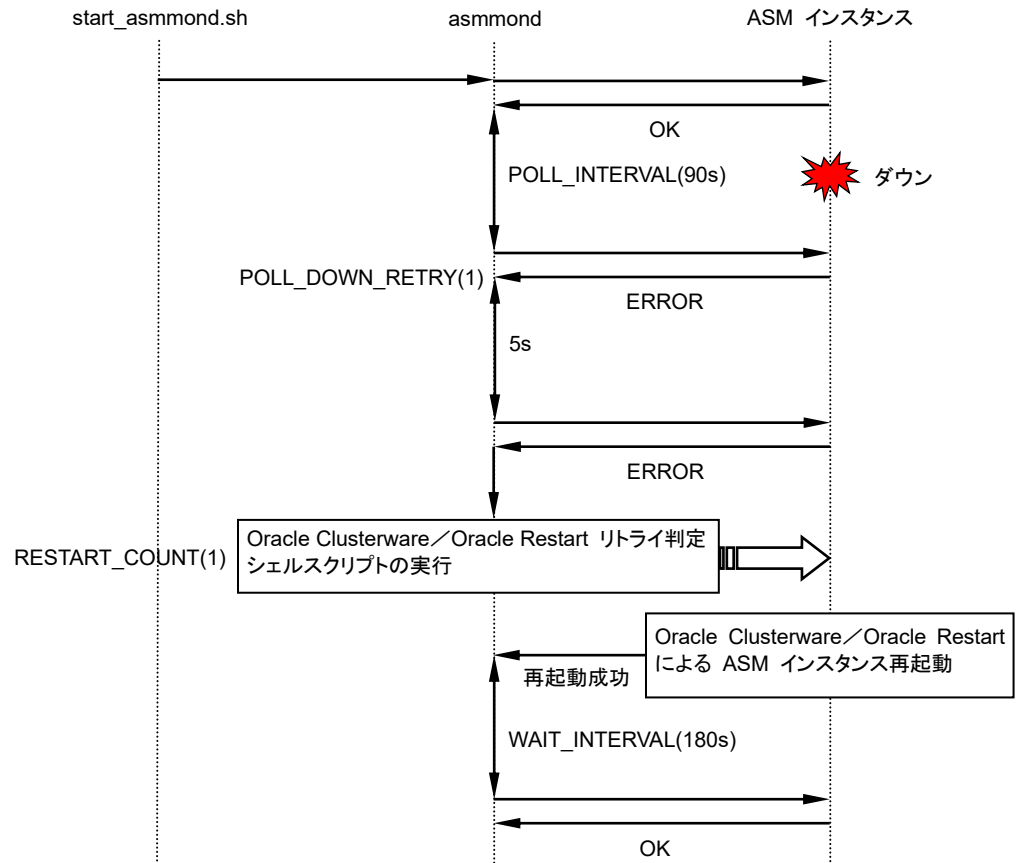 start_asmmond.sh
asmmond
ASM インスタンス
OK
POLL_INTERVAL(90s)
ダウン
POLL_DOWN_RETRY(1)
ERROR
5s
ERROR
RESTART_COUNT(1)
Oracle Clusterware／Oracle Restart リトライ判定
シェルスクリプトの実行
Oracle Clusterware／Oracle Restart
による ASM インスタンス再起動
再起動成功
WAIT_INTERVAL(180s)
OK